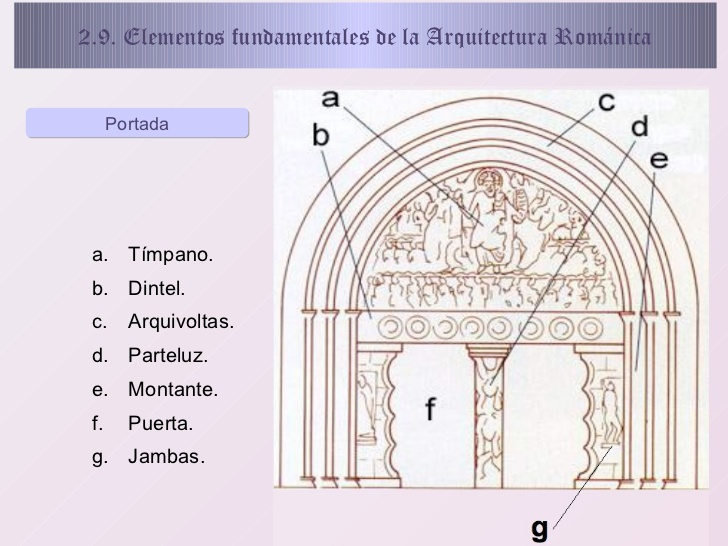 2.9. Elementos fundamentales de la Arquitectura Románica
Portada
a. Tímpano.
b. Dintel.
c. Arquivoltas.
d. Parteluz.
e. Montante.
f. Puerta.
g. Jambas.
a
b
c
d
e
f
g